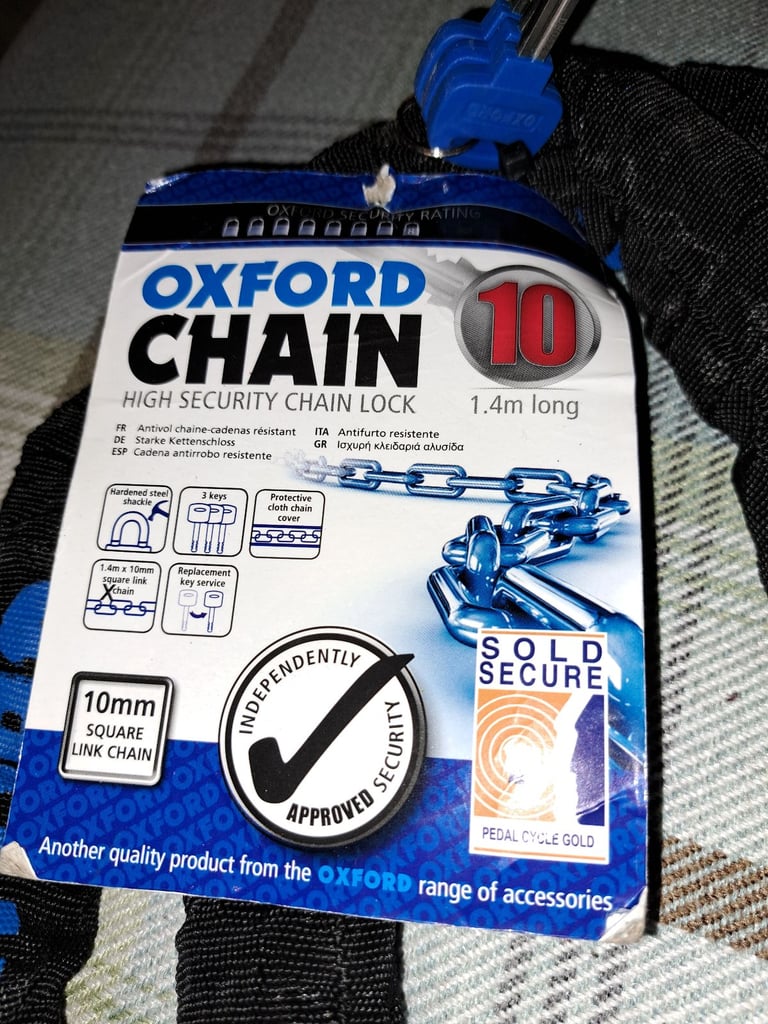 OXFORD
OXFORD SECURITY RATING
OXFORD
CHAIN
10
HIGH SECURITY CHAIN LOCK
1.4m long
FR Antivol chaine-cadenas résistant
DE Starke Kettenschloss
ESP Cadena antirrobo resistente
ITA Antifurto resistente
GR Ισχυρή κλειδαριά αλυσίδα
Hardened steel
shackle
3 keys
Protective
cloth chain
cover
1.4m x 10mm
square link
chain
Replacement
key service
10mm
SQUARE
LINK CHAIN
INDEPENDENTLY
APPROVED SECURITY
SOLD
SECURE
PEDAL CYCLE GOLD
Another quality product from the OXFORD range of accessories